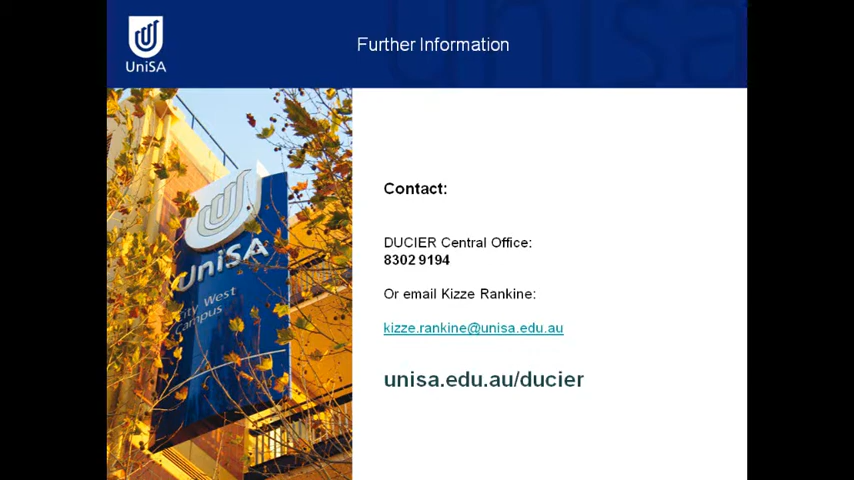 UniSA
Further Information
UniSA
City West
Campus
Contact:
DUCIER Central Office:
8302 9194
Or email Kizze Rankine:
kizze.rankine@unisa.edu.au
unisa.edu.au/ducier